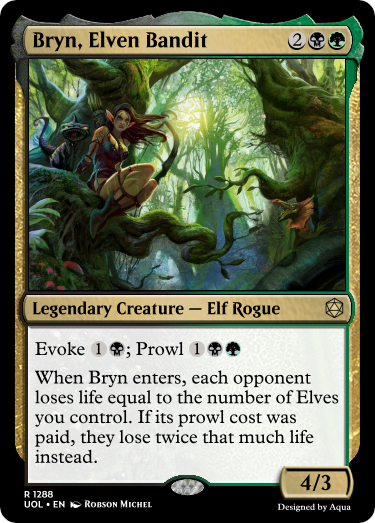 Bryn, Elven Bandit 2
Legendary Creature — Elf Rogue
Evoke 1; Prowl 1
When Bryn enters, each opponent
loses life equal to the number of Elves
you control. If its prowl cost was
paid, they lose twice that much life
instead.
4/3
R 1288
UOL • EN Robson Michel
Designed by Aqua